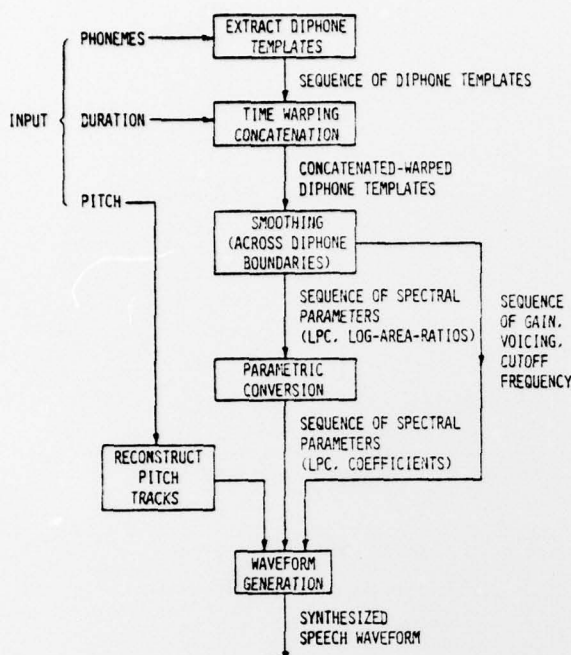 PHONEMES
EXTRACT DIPHONE
TEMPLATES
SEQUENCE OF DIPHONE TEMPLATES
INPUT
DURATION
TIME WARPING
CONCATENATION
CONCATENATED-WARPED
DIPHONE TEMPLATES
PITCH
SMOOTHING
(ACROSS DIPHONE
BOUNDARIES)
SEQUENCE OF SPECTRAL
PARAMETERS
(LPC, LOG-AREA-RATIOS)
SEQUENCE
OF GAIN,
VOICING,
CUTOFF
FREQUENCY
PARAMETRIC
CONVERSION
SEQUENCE OF SPECTRAL
PARAMETERS
(LPC, COEFFICIENTS)
RECONSTRUCT
PITCH
TRACKS
WAVEFORM
GENERATION
SYNTHESIZED
SPEECH WAVEFORM